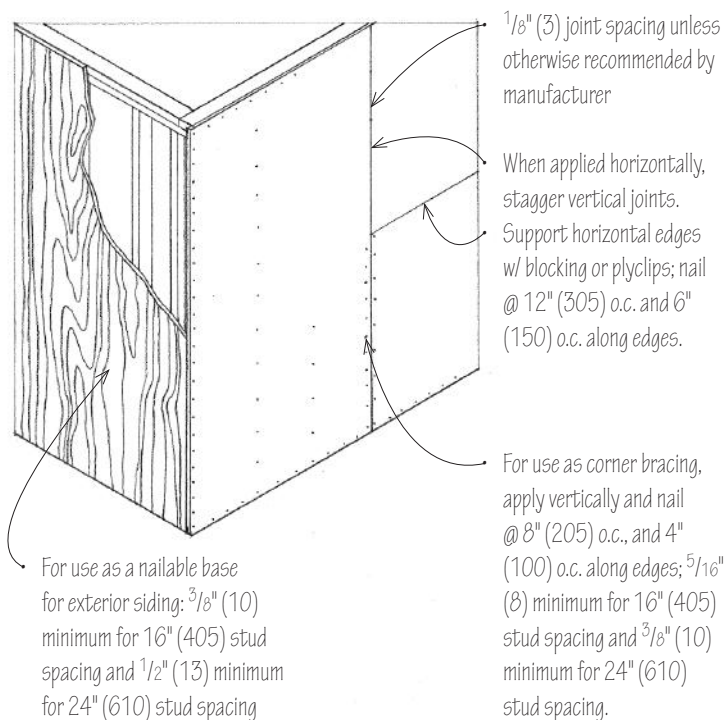 1/8" (3) joint spacing unless
otherwise recommended by
manufacturer
When applied horizontally,
stagger vertical joints.
Support horizontal edges
w/ blocking or plyclips; nail
@ 12" (305) o.c. and 6"
(150) o.c. along edges.
For use as corner bracing,
apply vertically and nail
@ 8" (205) o.c., and 4"
(100) o.c. along edges; 5/16"
(8) minimum for 16" (405)
stud spacing and 3/8" (10)
minimum for 24" (610)
stud spacing.
For use as a nailable base
for exterior siding: 3/8" (10)
minimum for 16" (405) stud
spacing and 1/2" (13) minimum
for 24" (610) stud spacing